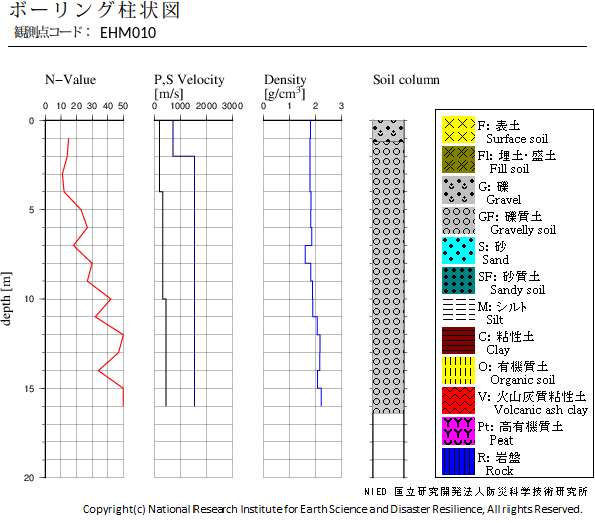 ボーリング柱状図
観測点コード： EHM010
N−Value
0 10 20 30 40 50
P,S Velocity
[m/s]
0 1000 2000 3000
Density
[g/cm³]
0 1 2 3
Soil column
depth [m]
0
5
10
15
20
F: 表土
Surface soil
Fl: 埋土・盛土
Fill soil
G: 礫
Gravel
GF: 礫質土
Gravelly soil
S: 砂
Sand
SF: 砂質土
Sandy soil
M: シルト
Silt
C: 粘性土
Clay
O: 有機質土
Organic soil
V: 火山灰質粘性土
Volcanic ash clay
Pt: 高有機質土
Peat
R: 岩盤
Rock
NIED 国立研究開発法人防災科学技術研究所
Copyright(c) National Research Institute for Earth Science and Disaster Resilience, All rights Reserved.